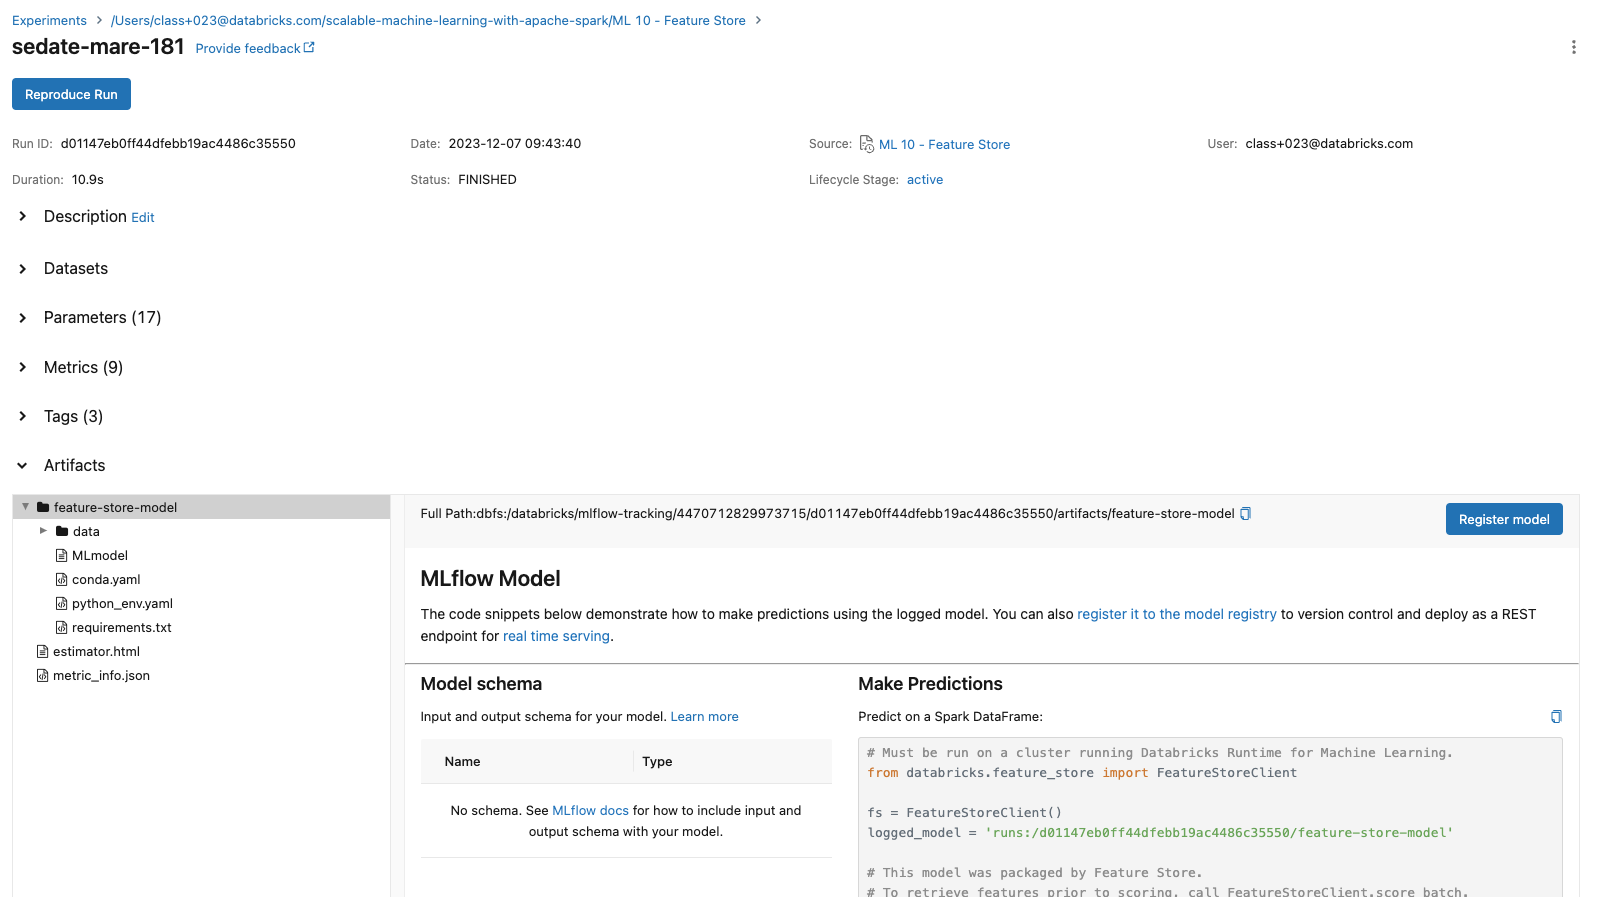 Experiments > /Users/class+023@databricks.com/scalable-machine-learning-with-apache-spark/ML 10 - Feature Store >
sedate-mare-181 Provide feedback
Reproduce Run
Run ID: d01147eb0ff44dfebb19ac4486c35550 Date: 2023-12-07 09:43:40 Source: ML 10 - Feature Store User: class+023@databricks.com
Duration: 10.9s Status: FINISHED Lifecycle Stage: active
Description Edit
Datasets
Parameters (17)
Metrics (9)
Tags (3)
Artifacts
feature-store-model
data
MLmodel
conda.yaml
python_env.yaml
requirements.txt
estimator.html
metric_info.json
Full Path:dbfs:/databricks/mlflow-tracking/4470712829973715/d01147eb0ff44dfebb19ac4486c35550/artifacts/feature-store-model
Register model
MLflow Model
The code snippets below demonstrate how to make predictions using the logged model. You can also register it to the model registry to version control and deploy as a REST
endpoint for real time serving.
Model schema
Input and output schema for your model. Learn more
Name Type
No schema. See MLflow docs for how to include input and
output schema with your model.
Make Predictions
Predict on a Spark DataFrame:
# Must be run on a cluster running Databricks Runtime for Machine Learning.
from databricks.feature_store import FeatureStoreClient
fs = FeatureStoreClient()
logged_model = 'runs:/d01147eb0ff44dfebb19ac4486c35550/feature-store-model'
# This model was packaged by Feature Store.
# To retrieve features prior to scoring, call FeatureStoreClient.score_batch.